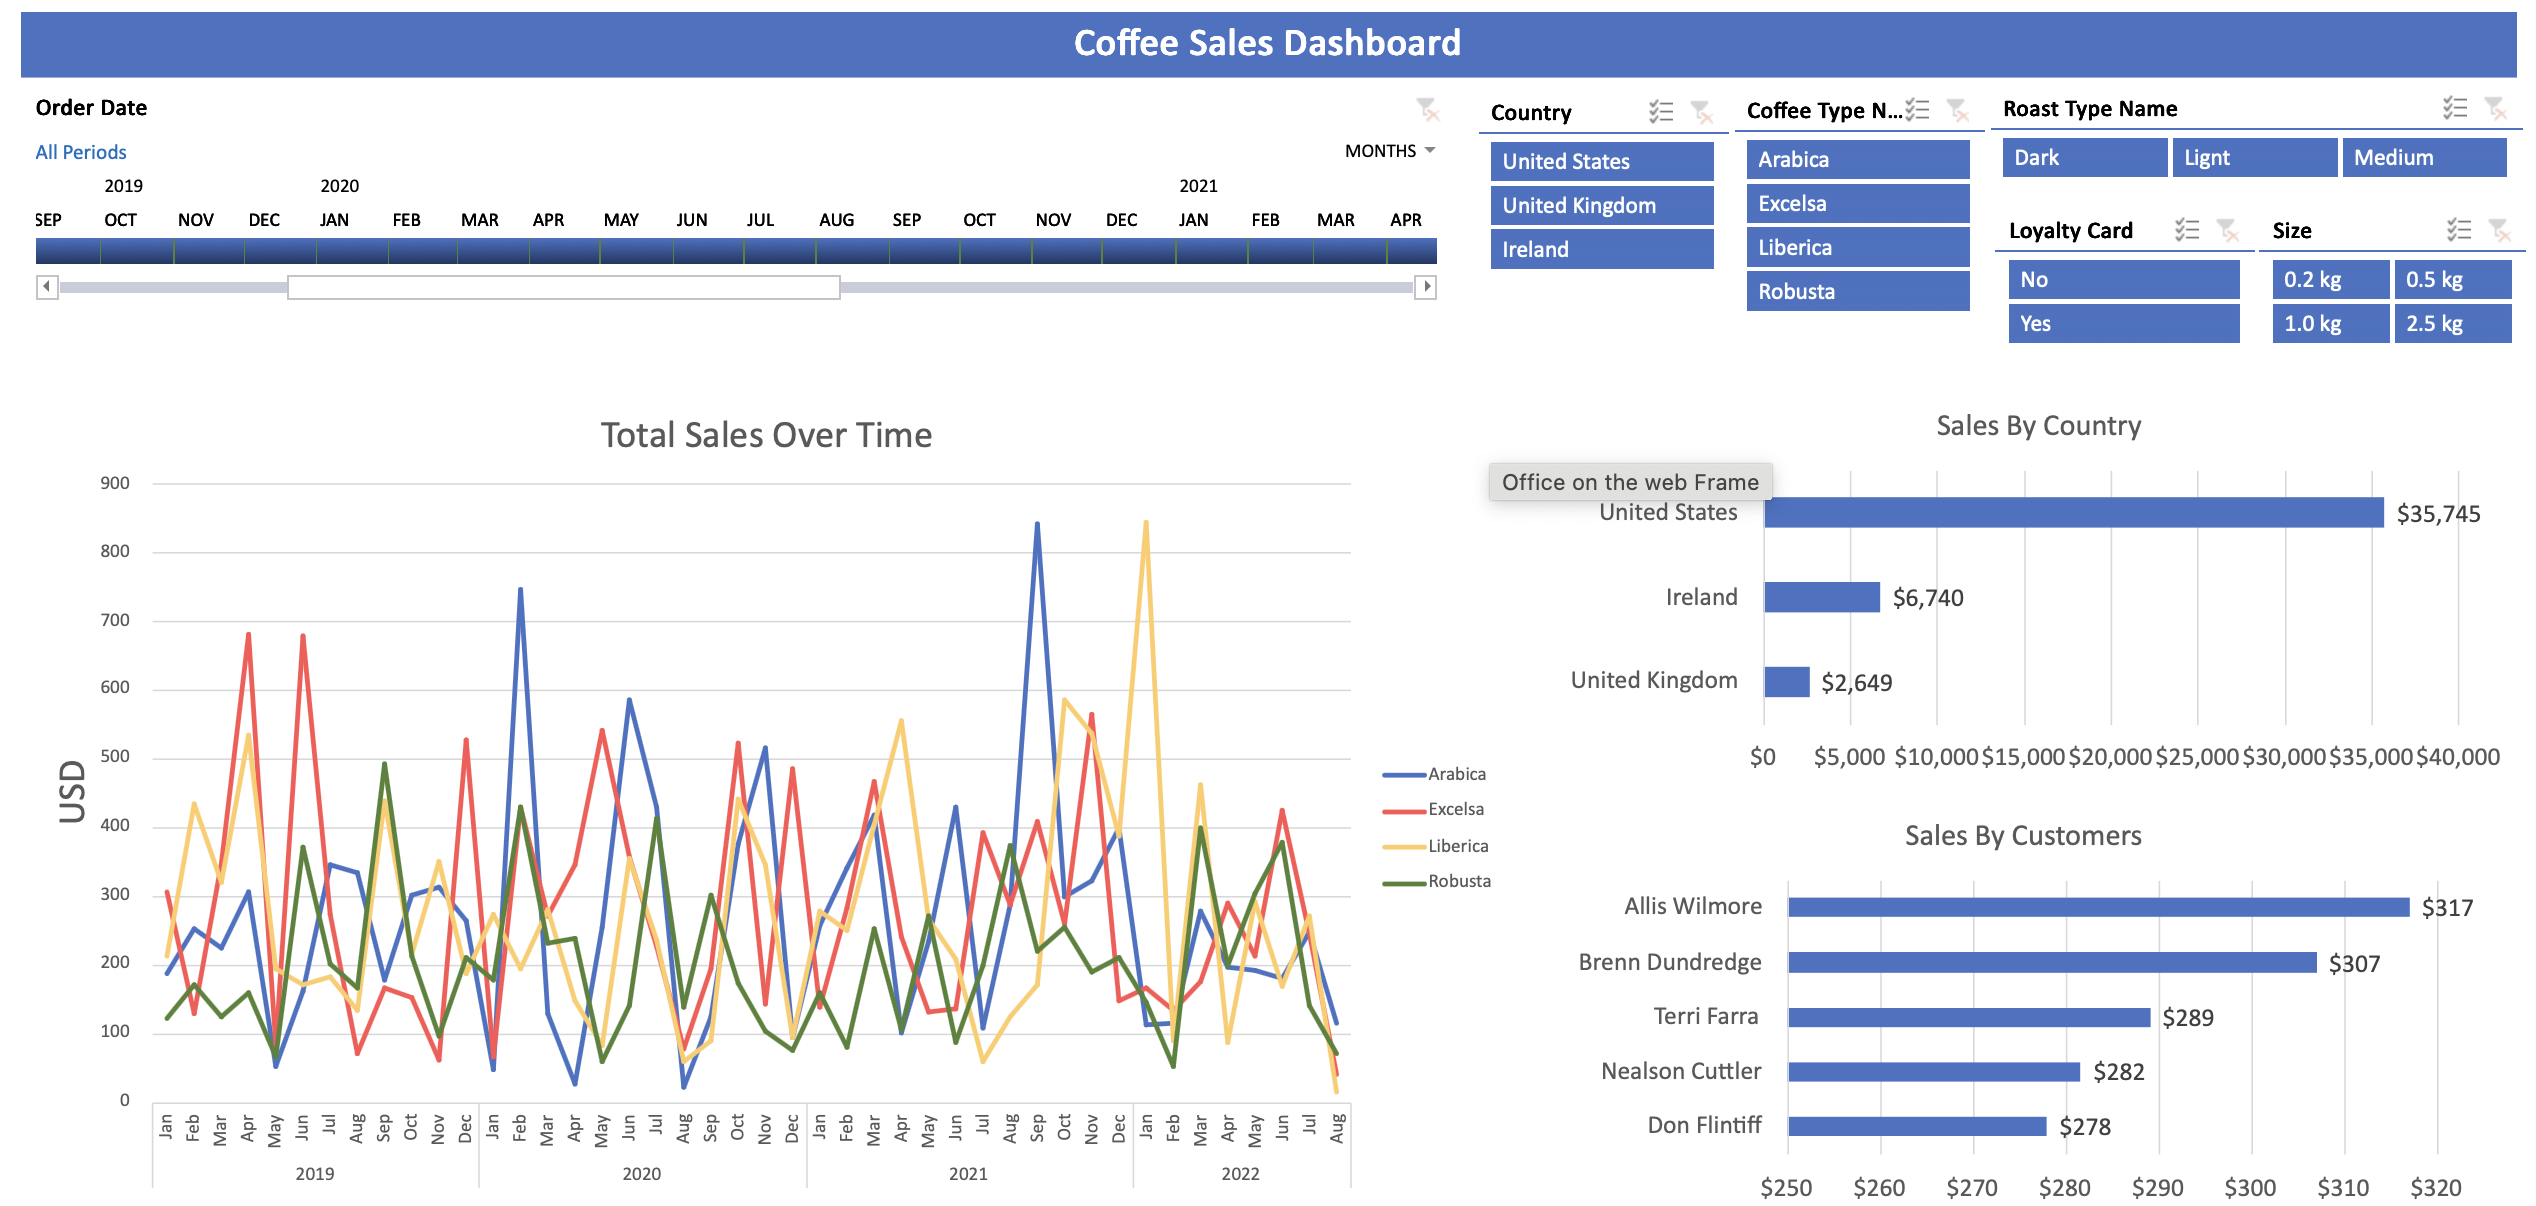 Coffee Sales Dashboard
Order Date
All Periods
MONTHS
2019 2020 2021
SEP OCT NOV DEC JAN FEB MAR APR MAY JUN JUL AUG SEP OCT NOV DEC JAN FEB MAR APR
Country
United States
United Kingdom
Ireland
Coffee Type N...
Arabica
Excelsa
Liberica
Robusta
Roast Type Name
Dark Lignt Medium
Loyalty Card
No
Yes
Size
0.2 kg 0.5 kg
1.0 kg 2.5 kg
Total Sales Over Time
900
800
700
600
500
400
300
200
100
0
USD
Jan Feb Mar Apr May Jun Jul Aug Sep Oct Nov Dec Jan Feb Mar Apr May Jun Jul Aug Sep Oct Nov Dec Jan Feb Mar Apr May Jun Jul Aug Sep Oct Nov Dec Jan Feb Mar Apr May Jun Jul Aug
2019 2020 2021 2022
Arabica
Excelsa
Liberica
Robusta
Sales By Country
Office on the web Frame
United States $35,745
Ireland $6,740
United Kingdom $2,649
$0 $5,000 $10,000 $15,000 $20,000 $25,000 $30,000 $35,000 $40,000
Sales By Customers
Allis Wilmore $317
Brenn Dundredge $307
Terri Farra $289
Nealson Cuttler $282
Don Flintiff $278
$250 $260 $270 $280 $290 $300 $310 $320